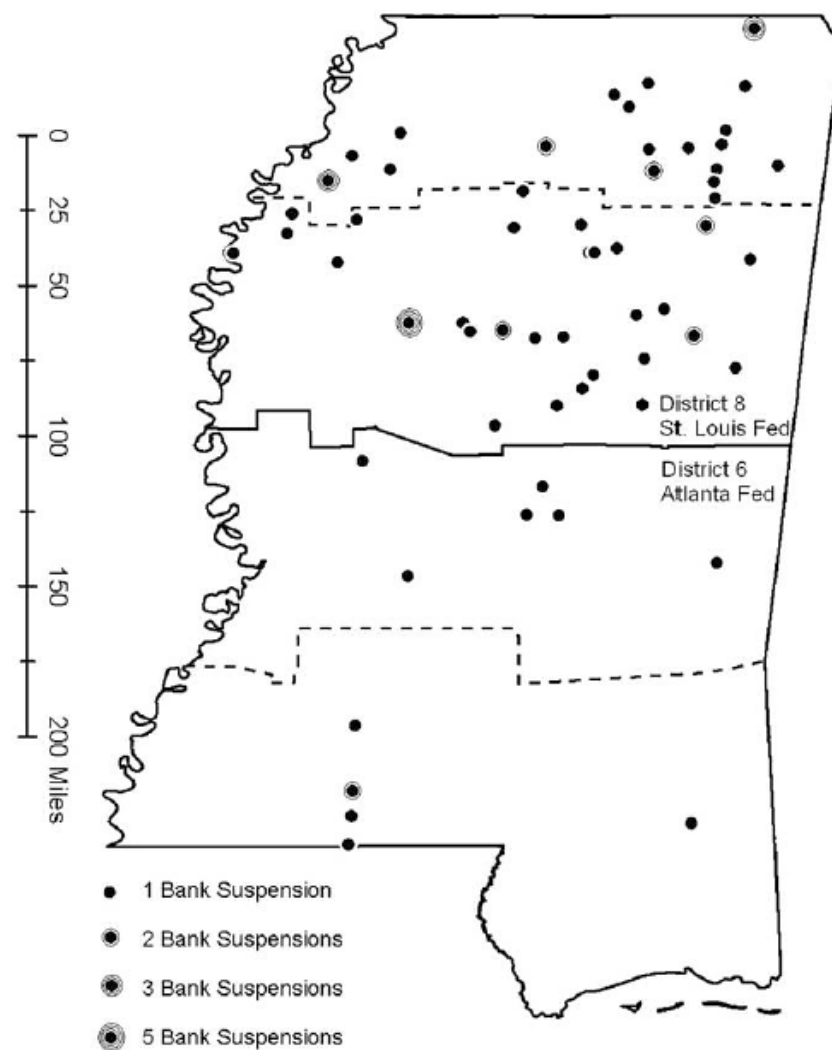 0
25
50
100
150
200 Miles
District 8
St. Louis Fed
District 6
Atlanta Fed
1 Bank Suspension
2 Bank Suspensions
3 Bank Suspensions
5 Bank Suspensions